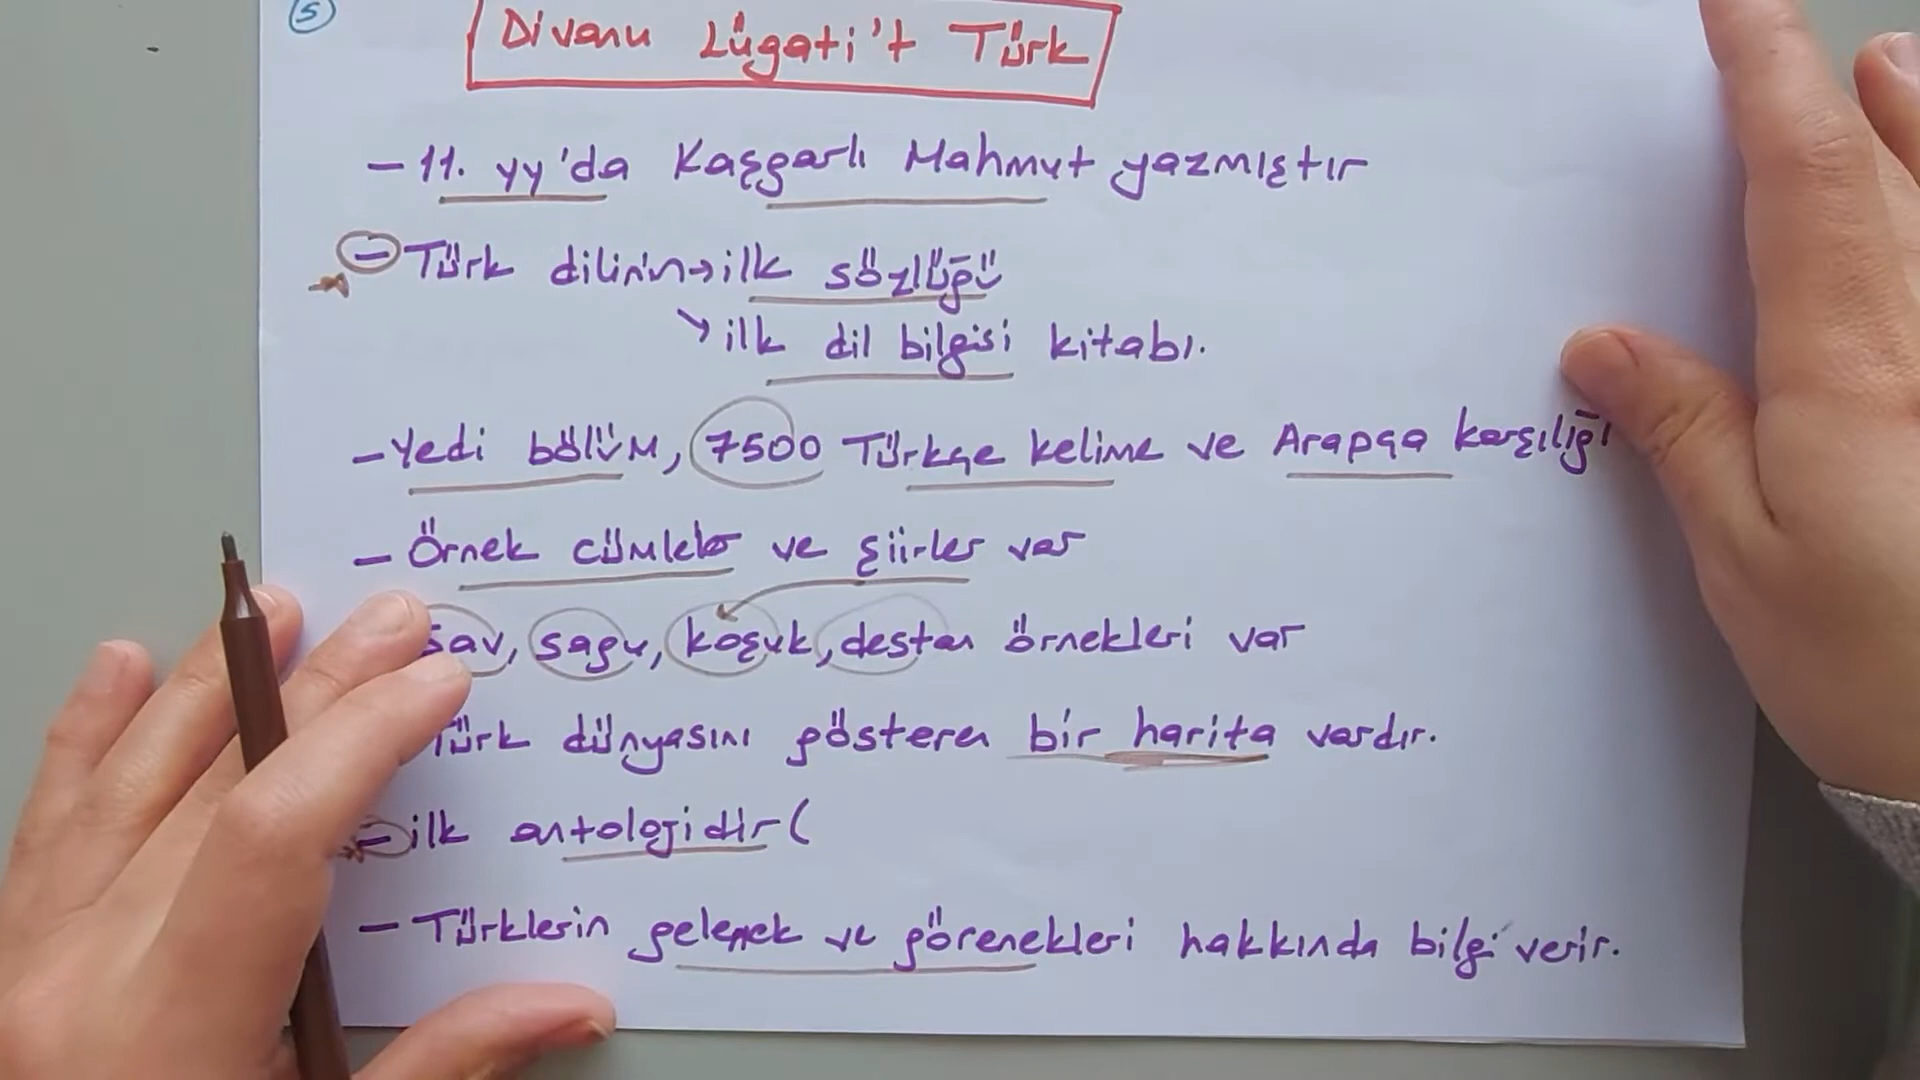 5
Divanu Lügati't Türk
- 11. yy'da Kaşgarlı Mahmut yazmıştır
- Türk dilinin → ilk sözlüğü
↘ ilk dil bilgisi kitabı.
- Yedi bölüm, 7500 Türkçe kelime ve Arapça karşılığı
- Örnek cümleler ve şiirler var
sav, sagu, koşuk, destan örnekleri var
Türk dünyasını gösteren bir harita vardır.
- ilk antolojidir (
- Türklerin gelenek ve görenekleri hakkında bilgi verir.